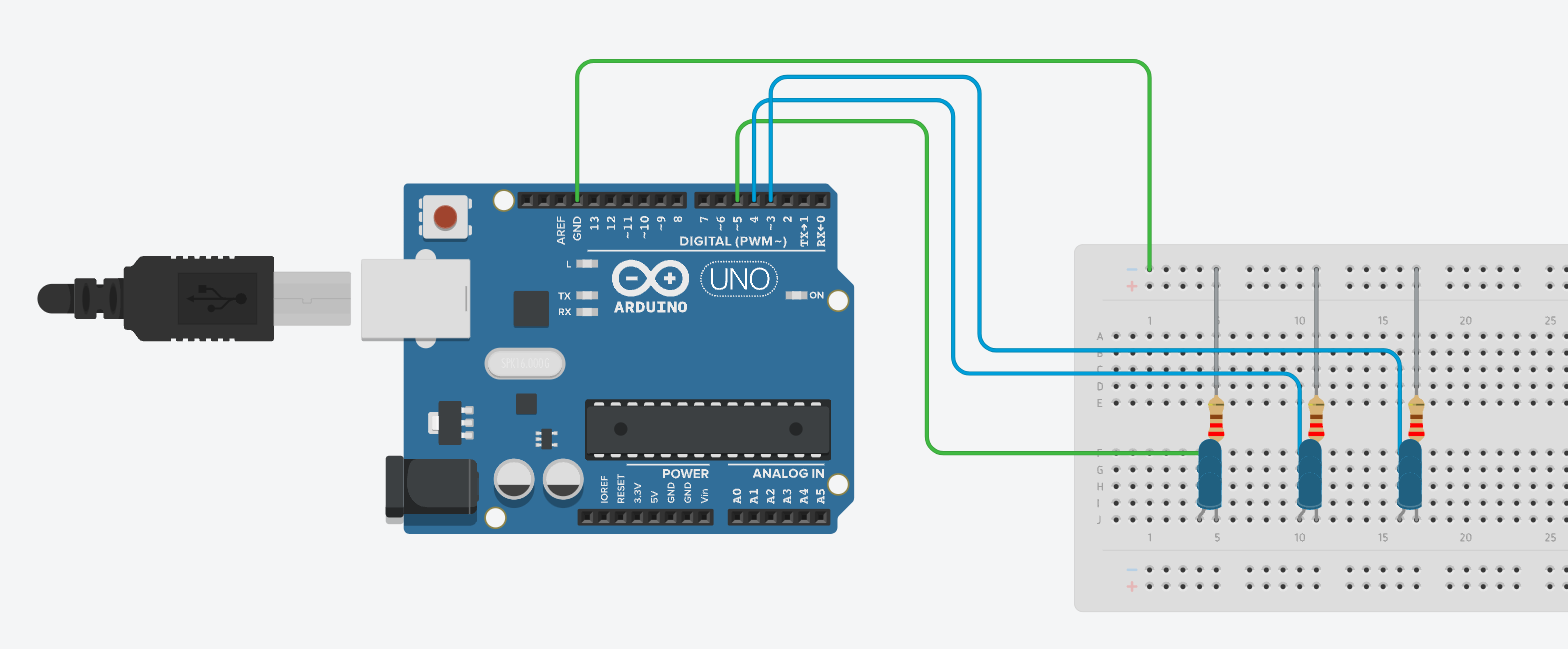 AREF
GND
13
12
~11
~10
~9
8
7
~6
~5
4
~3
2
TX→1
RX←0
DIGITAL (PWM~)
L
TX
RX
UNO
ARDUINO
ON
POWER
ANALOG IN
IOREF
RESET
3.3V
5V
GND
GND
Vin
A0
A1
A2
A3
A4
A5
− +
1 5 10 15 20 25
A
B
C
D
E
F
G
H
I
J
1 5 10 15 20 25
− +